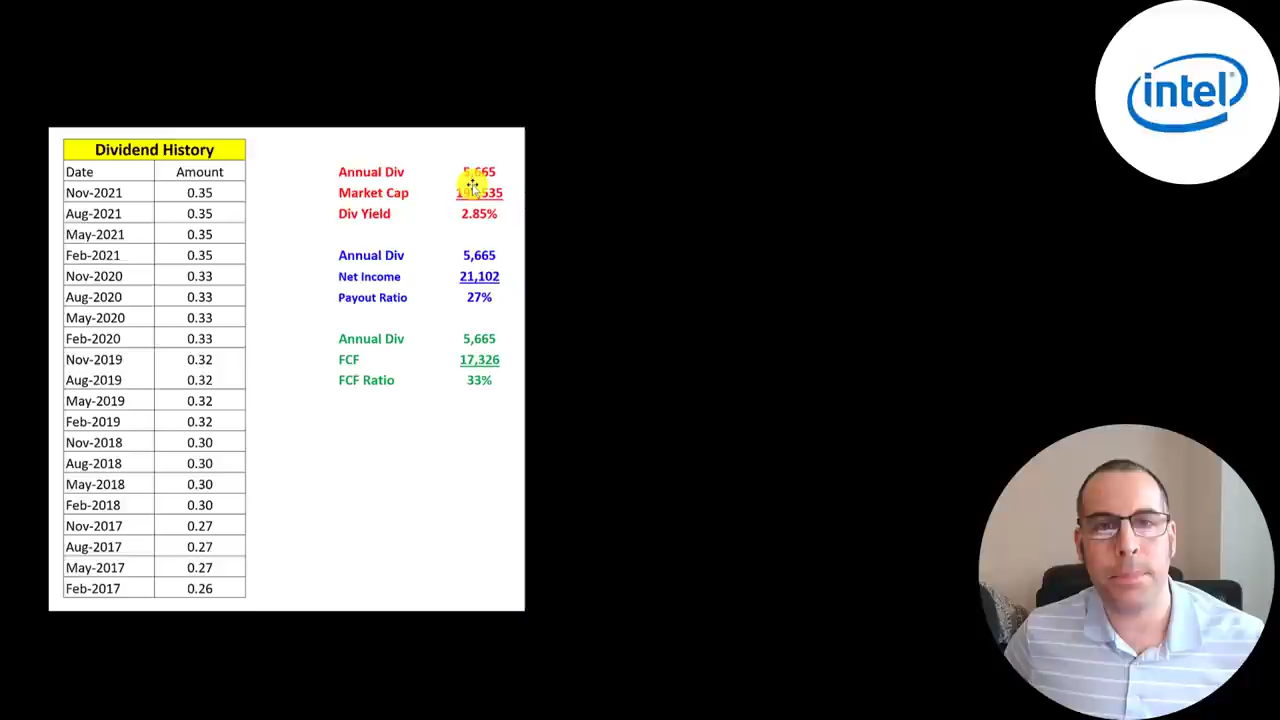 intel
Dividend History
Date Amount
Nov-2021 0.35
Aug-2021 0.35
May-2021 0.35
Feb-2021 0.35
Nov-2020 0.33
Aug-2020 0.33
May-2020 0.33
Feb-2020 0.33
Nov-2019 0.32
Aug-2019 0.32
May-2019 0.32
Feb-2019 0.32
Nov-2018 0.30
Aug-2018 0.30
May-2018 0.30
Feb-2018 0.30
Nov-2017 0.27
Aug-2017 0.27
May-2017 0.27
Feb-2017 0.26
Annual Div 5,665
Market Cap
Div Yield 2.85%
Annual Div 5,665
Net Income 21,102
Payout Ratio 27%
Annual Div 5,665
FCF 17,326
FCF Ratio 33%